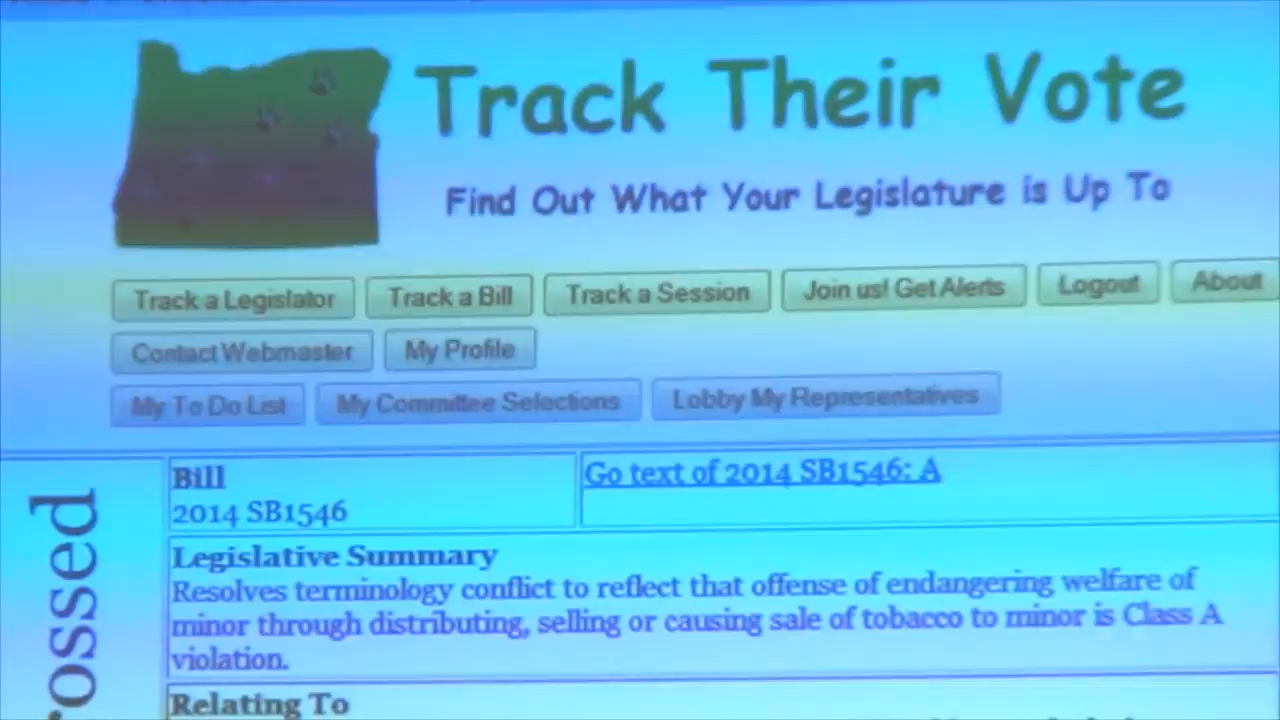 Track Their Vote
Find Out What Your Legislature is Up To
Track a Legislator Track a Bill Track a Session Join us! Get Alerts Logout About
Contact Webmaster My Profile
My To Do List My Committee Selections Lobby My Representatives
Bill
2014 SB1546
Go text of 2014 SB1546: A
Legislative Summary
Resolves terminology conflict to reflect that offense of endangering welfare of
minor through distributing, selling or causing sale of tobacco to minor is Class A
violation.
Relating To
rossed